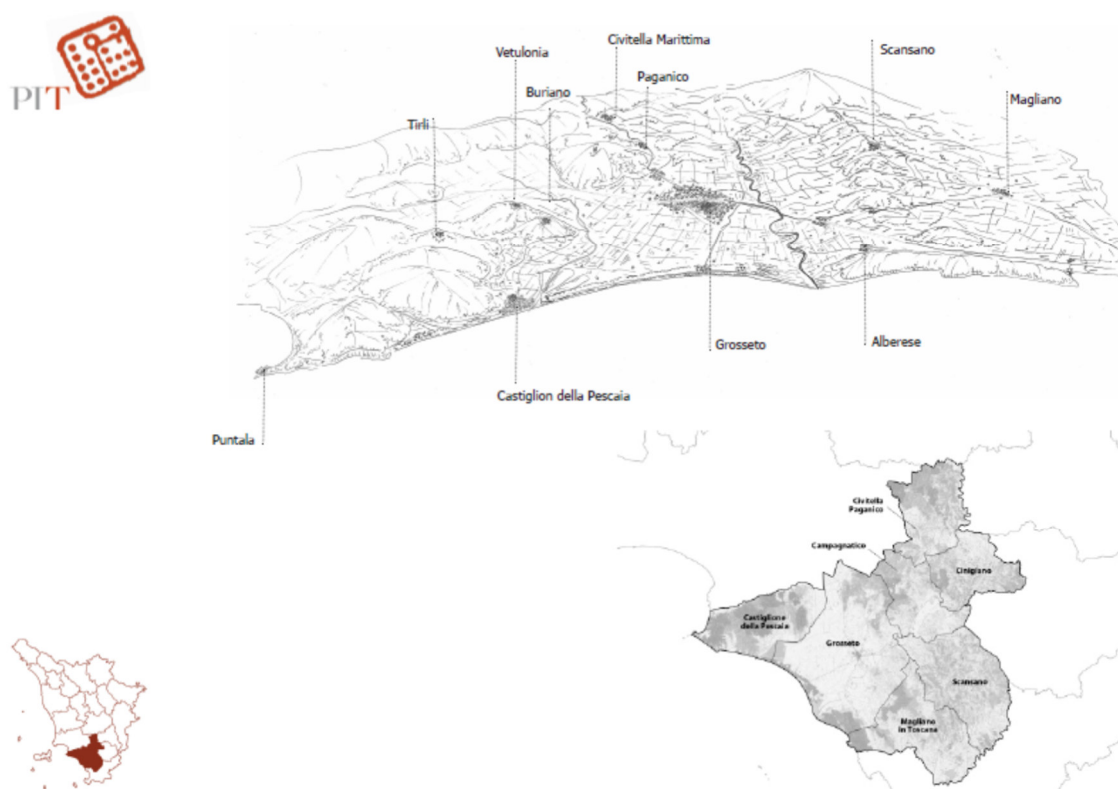 PIT
Civitella Marittima
Vetulonia
Scansano
Paganico
Buriano
Magliano
Tirli
Grosseto
Alberese
Castiglion della Pescaia
Puntala
Civitella
Paganico
Campagnatico
Cinigiano
Castiglione
della Pescaia
Grosseto
Scansano
Magliano
in Toscana